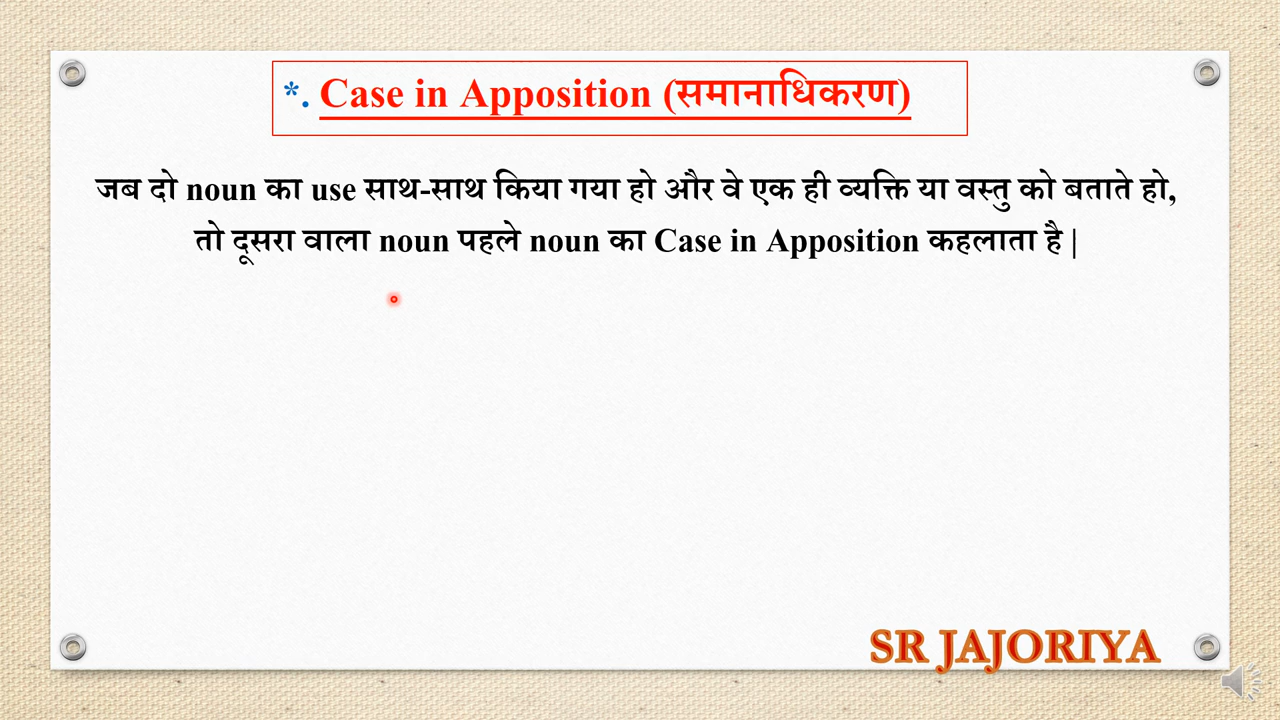 *. Case in Apposition (समानाधिकरण)
जब दो noun का use साथ-साथ किया गया हो और वे एक ही व्यक्ति या वस्तु को बताते हो,
तो दूसरा वाला noun पहले noun का Case in Apposition कहलाता है |
SR JAJORIYA